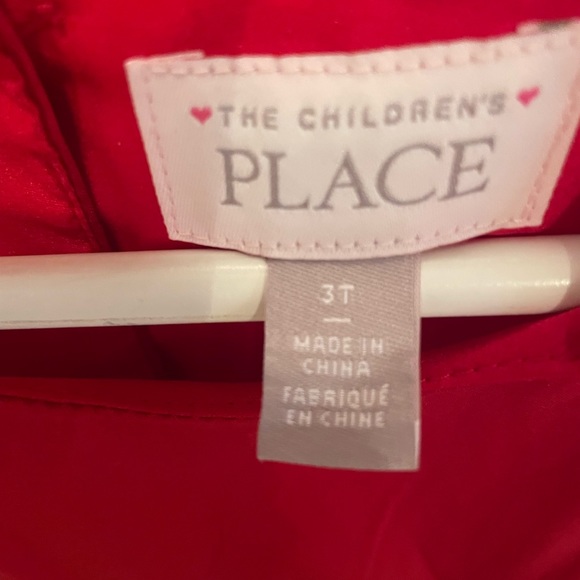 THE CHILDREN'S
PLACE
3T
MADE IN
CHINA
FABRIQUÉ
EN CHINE